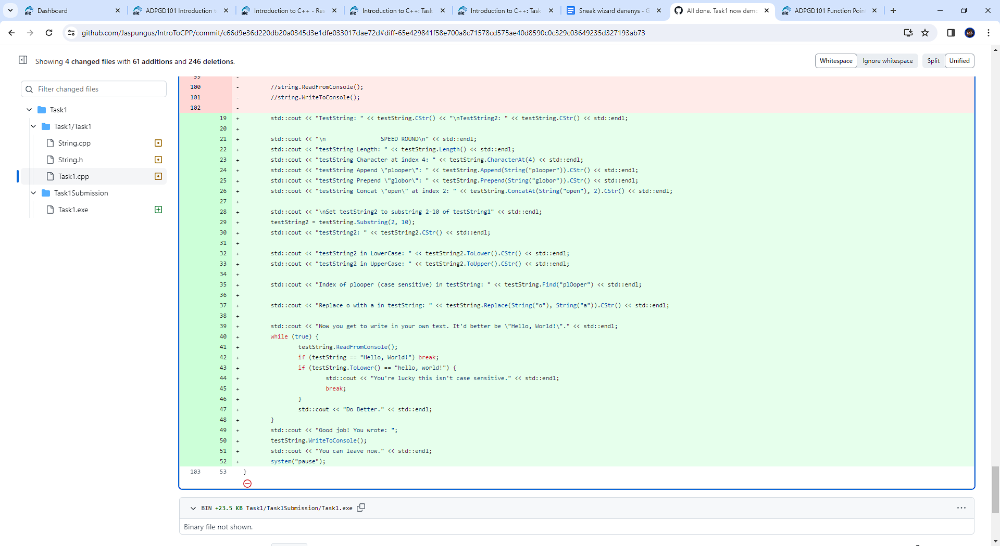 Dashboard
ADPGD101 Introduction to
Introduction to C++ - Res
Introduction to C++: Task
Introduction to C++: Task
Sneak wizard denenys - G
All done. Task1 now demo
ADPGD101 Function Poin
github.com/Jaspungus/IntroToCPP/commit/c66d9e36d220db20a0345d3e1dfe033017dae72d#diff-65e429841f58e700a8c71578cd575ae40d8590c0c329c03649235d327193ab73
Showing 4 changed files with 61 additions and 246 deletions.
Whitespace
Ignore whitespace
Split
Unified
Filter changed files
Task1
Task1/Task1
String.cpp
String.h
Task1.cpp
Task1Submission
Task1.exe
99 -
100 - //string.ReadFromConsole();
101 - //string.WriteToConsole();
102 -
19 + std::cout << "TestString: " << testString.CStr() << "\nTestString2: " << testString.CStr() << std::endl;
20 +
21 + std::cout << "\n                SPEED ROUND\n" << std::endl;
22 + std::cout << "testString Length: " << testString.Length() << std::endl;
23 + std::cout << "testString Character at index 4: " << testString.CharacterAt(4) << std::endl;
24 + std::cout << "testString Append \"plooper\": " << testString.Append(String("plooper")).CStr() << std::endl;
25 + std::cout << "testString Prepend \"globor\": " << testString.Prepend(String("globor")).CStr() << std::endl;
26 + std::cout << "testString Concat \"open\" at index 2: " << testString.ConcatAt(String("open"), 2).CStr() << std::endl;
27 +
28 + std::cout << "\nSet testString2 to substring 2-10 of testString1" << std::endl;
29 + testString2 = testString.Substring(2, 10);
30 + std::cout << "testString2: " << testString2.CStr() << std::endl;
31 +
32 + std::cout << "testString2 in LowerCase: " << testString2.ToLower().CStr() << std::endl;
33 + std::cout << "testString2 in UpperCase: " << testString2.ToUpper().CStr() << std::endl;
34 +
35 + std::cout << "Index of plooper (case sensitive) in testString: " << testString.Find("plOoper") << std::endl;
36 +
37 + std::cout << "Replace o with a in testString: " << testString.Replace(String("o"), String("a")).CStr() << std::endl;
38 +
39 + std::cout << "Now you get to write in your own text. It'd better be \"Hello, World!\"." << std::endl;
40 + while (true) {
41 + testString.ReadFromConsole();
42 + if (testString == "Hello, World!") break;
43 + if (testString.ToLower() == "hello, world!") {
44 + std::cout << "You're lucky this isn't case sensitive." << std::endl;
45 + break;
46 + }
47 + std::cout << "Do Better." << std::endl;
48 + }
49 + std::cout << "Good job! You wrote: ";
50 + testString.WriteToConsole();
51 + std::cout << "You can leave now." << std::endl;
52 + system("pause");
103 53 }
BIN +23.5 KB Task1/Task1Submission/Task1.exe
Binary file not shown.